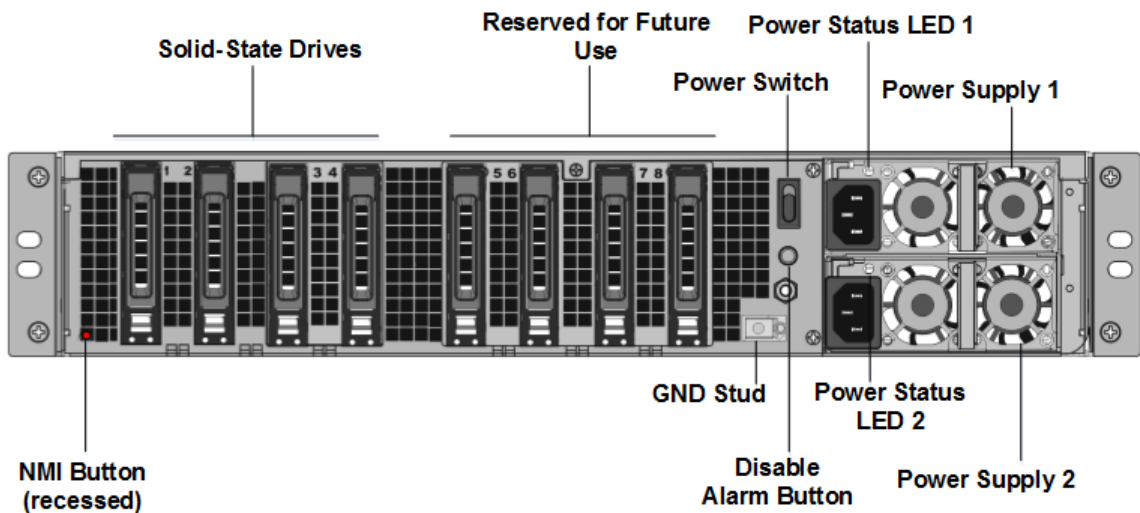 Solid-State Drives
Reserved for Future
Use
Power Status LED 1
Power Switch
Power Supply 1
1 2
3 4
5 6
7 8
GND Stud
Power Status
LED 2
NMI Button
(recessed)
Disable
Alarm Button
Power Supply 2